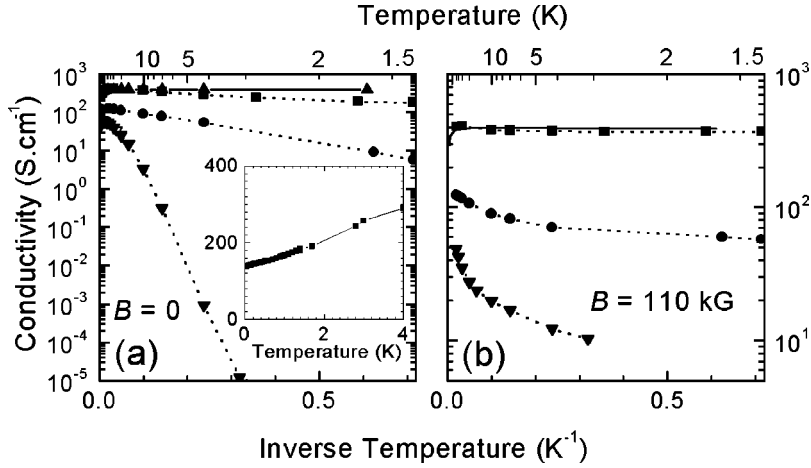 Temperature (K)
10 5 2 1.5
10 5 2 1.5
Conductivity (S.cm⁻¹)
10³
10²
10¹
10⁰
10⁻¹
10⁻²
10⁻³
10⁻⁴
10⁻⁵
400
200
0
0 1 2 3 4
Temperature (K)
B = 0
(a)
B = 110 kG
(b)
10³
10²
10¹
0.0 0.5
0.0 0.5
Inverse Temperature (K⁻¹)